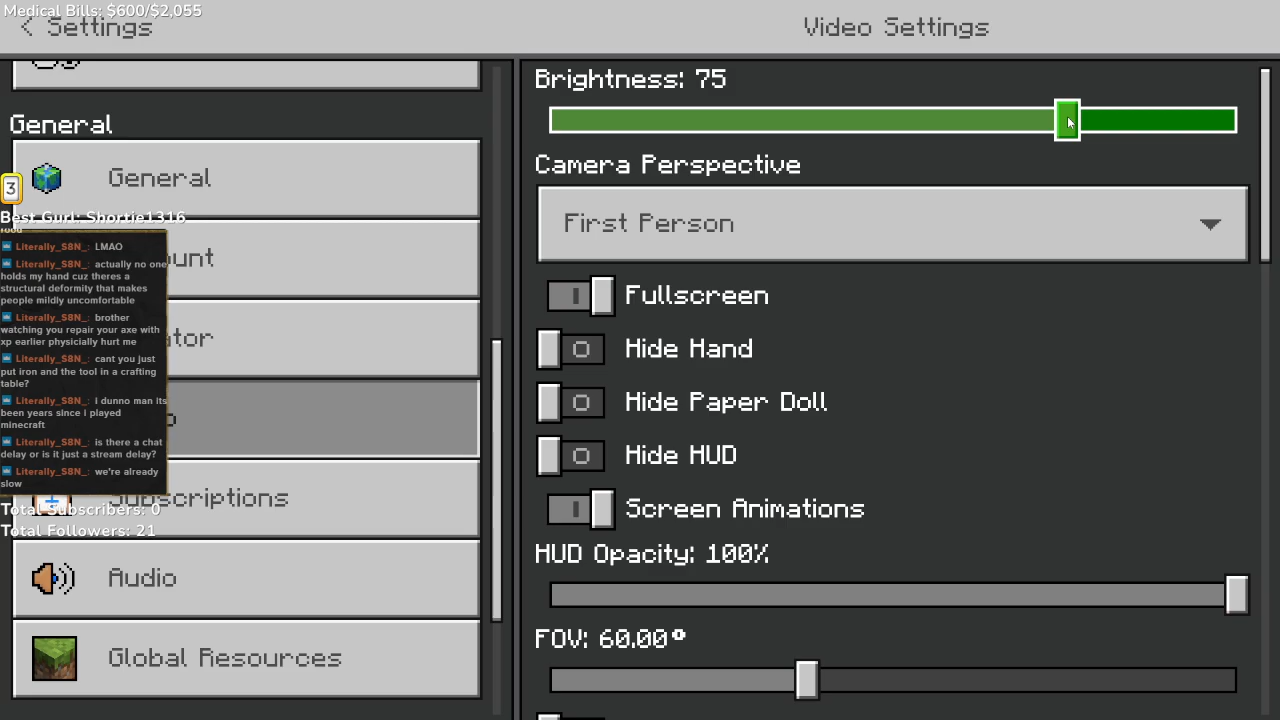 Medical Bills: $600/$2,055
Settings
Video Settings
Brightness: 75
General
Camera Perspective
General
First Person
3
Best Gurl: Shortie1316
Literally_S8N_: LMAO
Literally_S8N_: actually no one
holds my hand cuz theres a
structural deformity that makes
people mildly uncomfortable
Literally_S8N_: brother
watching you repair your axe with
xp earlier physicially hurt me
Literally_S8N_: cant you just
put iron and the tool in a crafting
table?
Literally_S8N_: i dunno man its
been years since i played
minecraft
Literally_S8N_: is there a chat
delay or is it just a stream delay?
Literally_S8N_: we're already
slow
Fullscreen
Hide Hand
Hide Paper Doll
Hide HUD
Subscriptions
Total Subscribers: 0
Screen Animations
Total Followers: 21
HUD Opacity: 100%
Audio
FOV: 60.00°
Global Resources